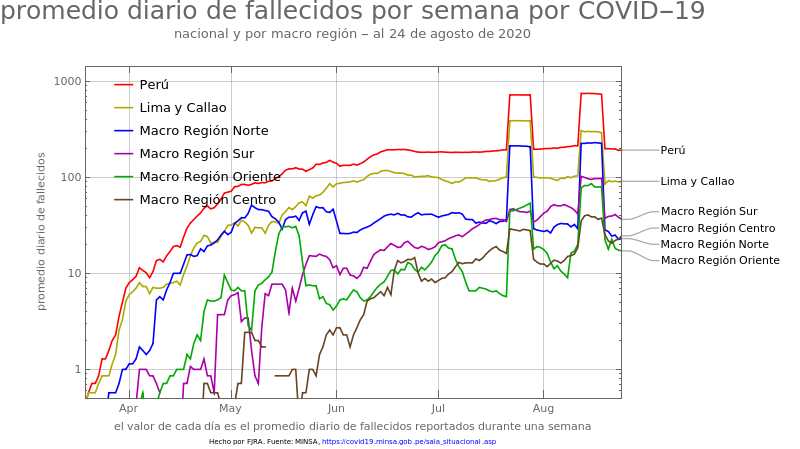 promedio diario de fallecidos por semana por COVID–19
nacional y por macro región – al 24 de agosto de 2020
promedio diario de fallecidos
1000
100
10
1
Perú
Lima y Callao
Macro Región Norte
Macro Región Sur
Macro Región Oriente
Macro Región Centro
Perú
Lima y Callao
Macro Región Sur
Macro Región Centro
Macro Región Norte
Macro Región Oriente
Apr May Jun Jul Aug
el valor de cada día es el promedio diario de fallecidos reportados durante una semana
Hecho por FJRA. Fuente: MINSA, https://covid19.minsa.gob.pe/sala_situacional .asp